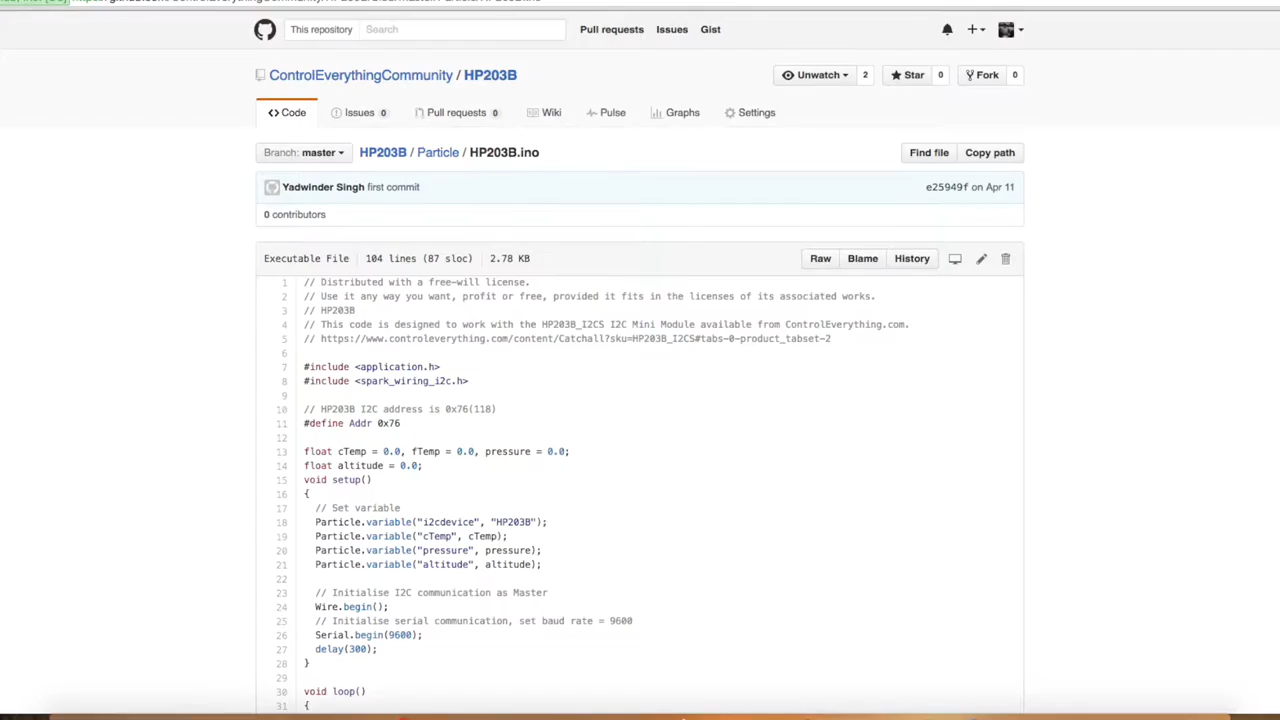 This repository Search Pull requests Issues Gist
ControlEverythingCommunity / HP203B Unwatch 2 Star 0 Fork 0
Code Issues 0 Pull requests 0 Wiki Pulse Graphs Settings
Branch: master HP203B / Particle / HP203B.ino Find file Copy path
Yadwinder Singh first commit e25949f on Apr 11
0 contributors
Executable File 104 lines (87 sloc) 2.78 KB Raw Blame History
1 // Distributed with a free-will license.
2 // Use it any way you want, profit or free, provided it fits in the licenses of its associated works.
3 // HP203B
4 // This code is designed to work with the HP203B_I2CS I2C Mini Module available from ControlEverything.com.
5 // https://www.controleverything.com/content/Catchall?sku=HP203B_I2CS#tabs-0-product_tabset-2
6
7 #include <application.h>
8 #include <spark_wiring_i2c.h>
9
10 // HP203B I2C address is 0x76(118)
11 #define Addr 0x76
12
13 float cTemp = 0.0, fTemp = 0.0, pressure = 0.0;
14 float altitude = 0.0;
15 void setup()
16 {
17 // Set variable
18 Particle.variable("i2cdevice", "HP203B");
19 Particle.variable("cTemp", cTemp);
20 Particle.variable("pressure", pressure);
21 Particle.variable("altitude", altitude);
22
23 // Initialise I2C communication as Master
24 Wire.begin();
25 // Initialise serial communication, set baud rate = 9600
26 Serial.begin(9600);
27 delay(300);
28 }
29
30 void loop()
31 {